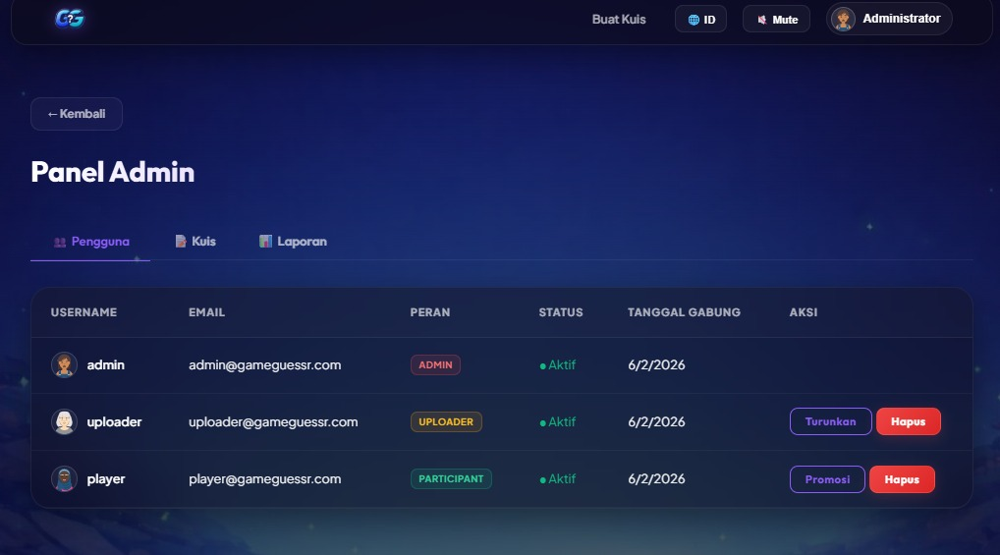 G?G
Buat Kuis
ID
Mute
Administrator
← Kembali
Panel Admin
Pengguna
Kuis
Laporan
USERNAME EMAIL PERAN STATUS TANGGAL GABUNG AKSI
admin admin@gameguessr.com ADMIN ● Aktif 6/2/2026
uploader uploader@gameguessr.com UPLOADER ● Aktif 6/2/2026 Turunkan Hapus
player player@gameguessr.com PARTICIPANT ● Aktif 6/2/2026 Promosi Hapus